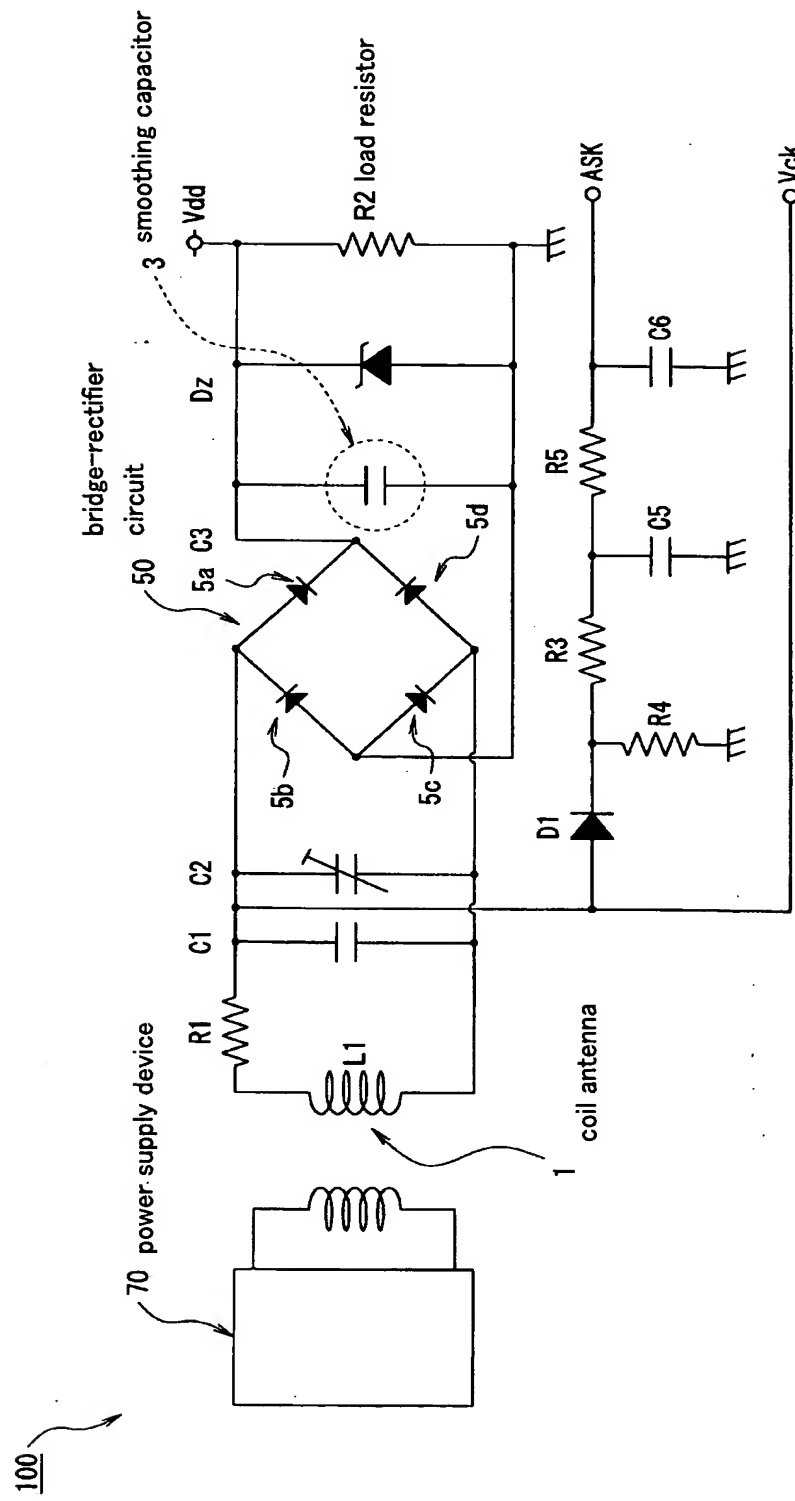 100
70 power supply device
1
coil antenna
L1
R1
C1
C2
bridge-rectifier
circuit
50
5a
5b
5c
5d
C3
3 smoothing capacitor
Dz
Vdd
R2 load resistor
D1
R4
R3
C5
R5
C6
ASK
Vck